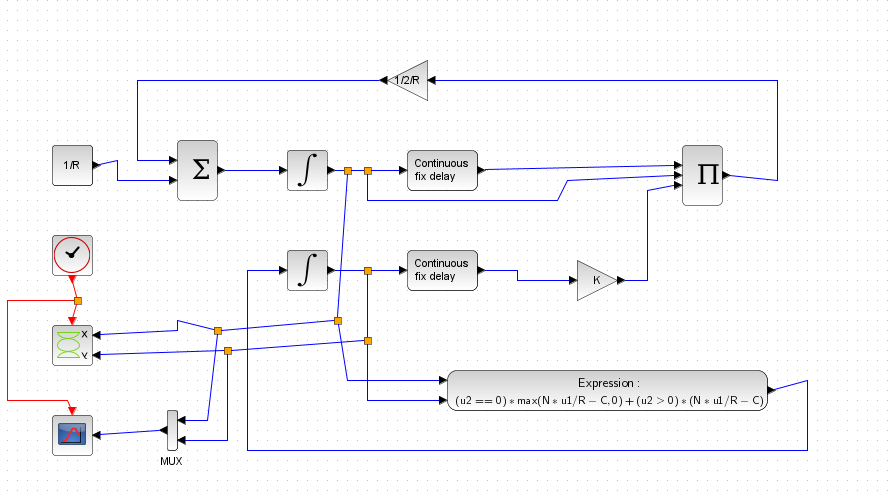 1/2/R
1/R
Σ
∫
Continuous
fix delay
Π
∫
Continuous
fix delay
K
X
Y
Expression :
(u2 == 0) * max(N * u1/R − C, 0) + (u2 > 0) * (N * u1/R − C)
MUX